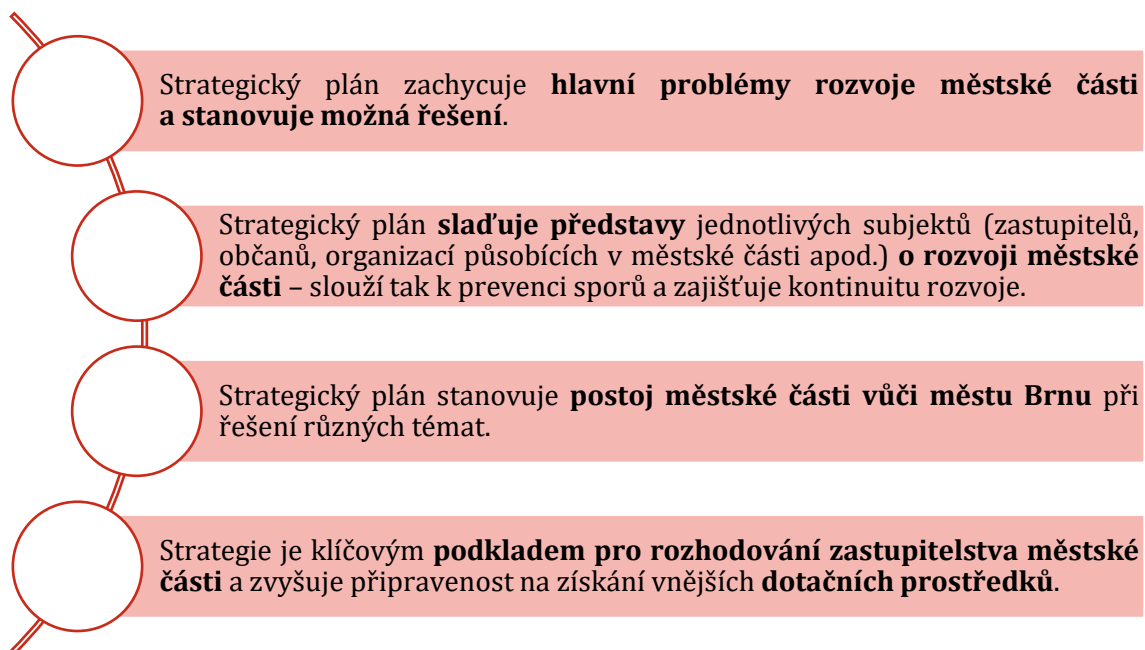 Strategický plán zachycuje hlavní problémy rozvoje městské části
a stanovuje možná řešení.
Strategický plán slaďuje představy jednotlivých subjektů (zastupitelů,
občanů, organizací působících v městské části apod.) o rozvoji městské
části – slouží tak k prevenci sporů a zajišťuje kontinuitu rozvoje.
Strategický plán stanovuje postoj městské části vůči městu Brnu při
řešení různých témat.
Strategie je klíčovým podkladem pro rozhodování zastupitelstva městské
části a zvyšuje připravenost na získání vnějších dotačních prostředků.